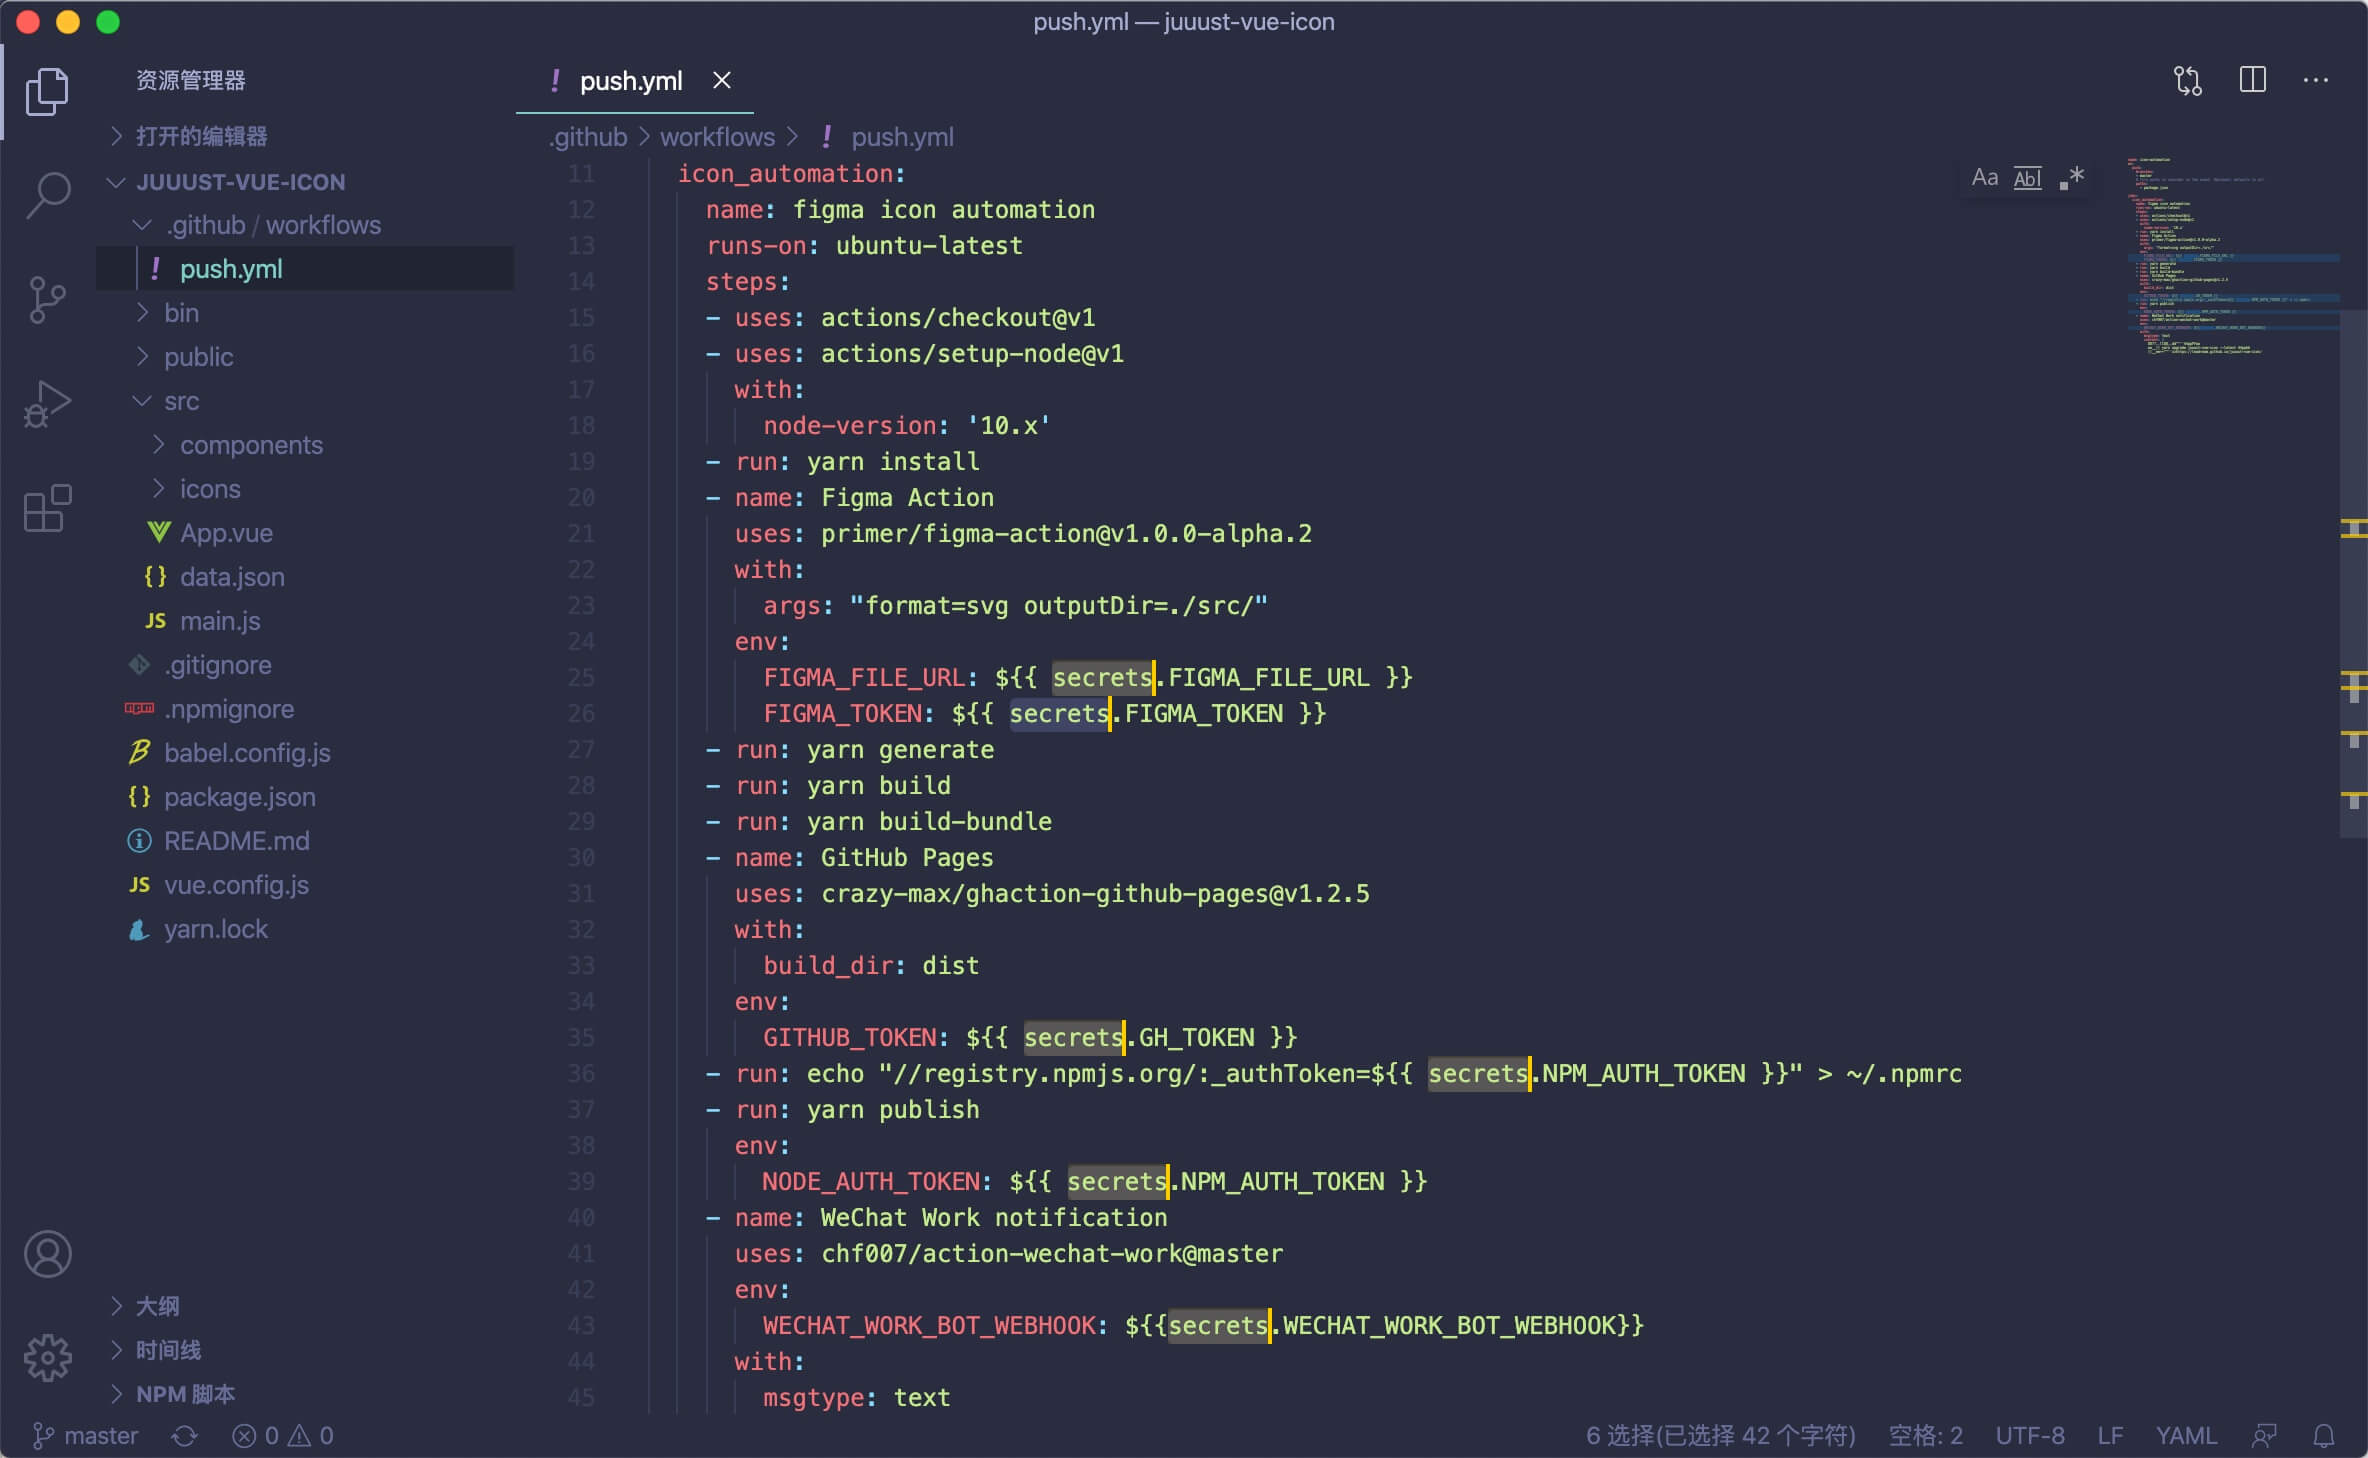 push.yml — juuust-vue-icon
资源管理器
打开的编辑器
JUUUST-VUE-ICON
.github / workflows
! push.yml
bin
public
src
components
icons
App.vue
{} data.json
JS main.js
.gitignore
.npmignore
babel.config.js
{} package.json
README.md
JS vue.config.js
yarn.lock
大纲
时间线
NPM 脚本
! push.yml
.github > workflows > ! push.yml
Aa Abl .*
11 icon_automation:
12 name: figma icon automation
13 runs-on: ubuntu-latest
14 steps:
15 - uses: actions/checkout@v1
16 - uses: actions/setup-node@v1
17 with:
18 node-version: '10.x'
19 - run: yarn install
20 - name: Figma Action
21 uses: primer/figma-action@v1.0.0-alpha.2
22 with:
23 args: "format=svg outputDir=./src/"
24 env:
25 FIGMA_FILE_URL: ${{ secrets.FIGMA_FILE_URL }}
26 FIGMA_TOKEN: ${{ secrets.FIGMA_TOKEN }}
27 - run: yarn generate
28 - run: yarn build
29 - run: yarn build-bundle
30 - name: GitHub Pages
31 uses: crazy-max/ghaction-github-pages@v1.2.5
32 with:
33 build_dir: dist
34 env:
35 GITHUB_TOKEN: ${{ secrets.GH_TOKEN }}
36 - run: echo "//registry.npmjs.org/:_authToken=${{ secrets.NPM_AUTH_TOKEN }}" > ~/.npmrc
37 - run: yarn publish
38 env:
39 NODE_AUTH_TOKEN: ${{ secrets.NPM_AUTH_TOKEN }}
40 - name: WeChat Work notification
41 uses: chf007/action-wechat-work@master
42 env:
43 WECHAT_WORK_BOT_WEBHOOK: ${{secrets.WECHAT_WORK_BOT_WEBHOOK}}
44 with:
45 msgtype: text
master 0 0 6 选择(已选择 42 个字符) 空格: 2 UTF-8 LF YAML